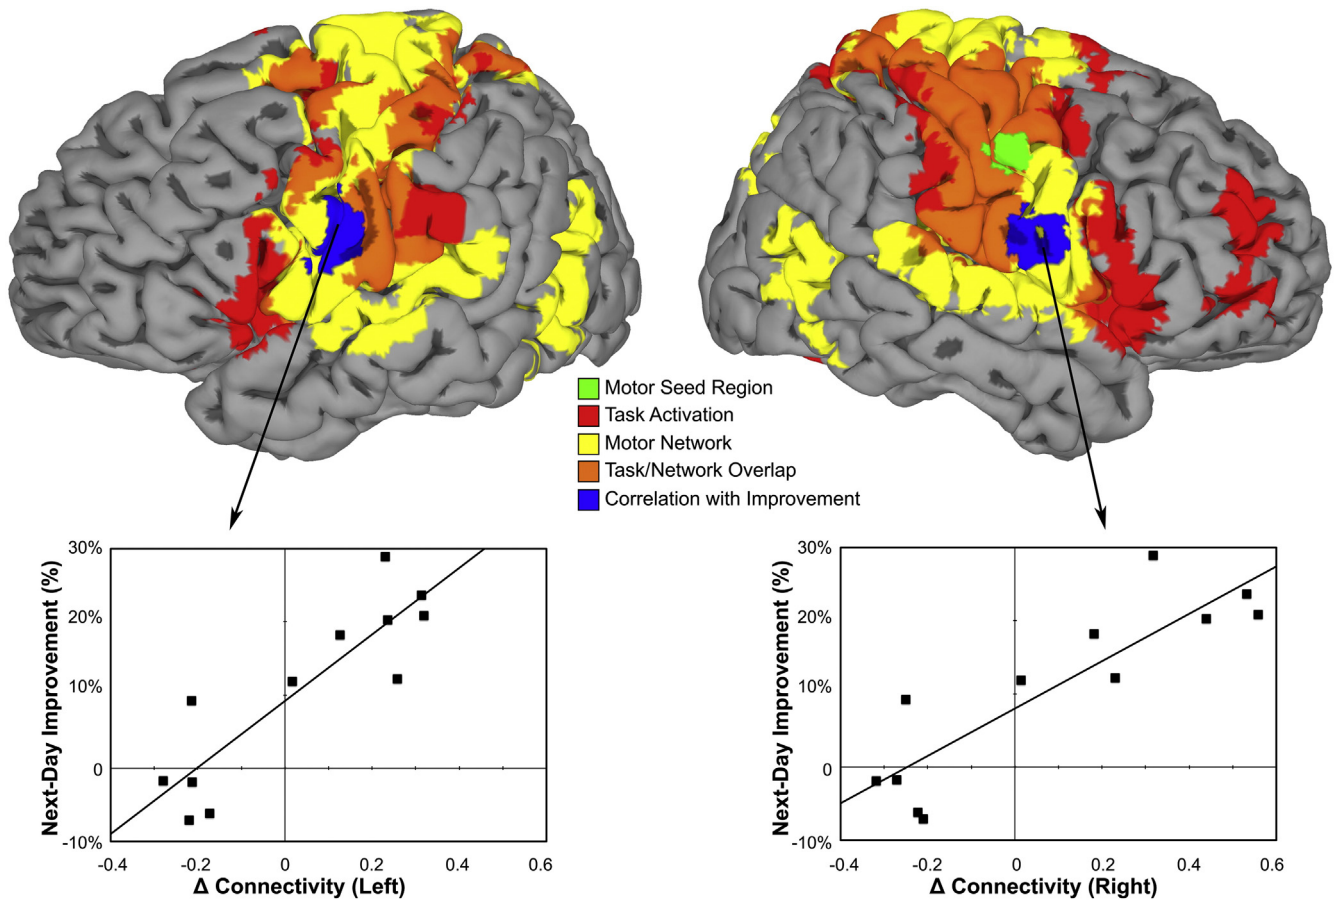 Motor Seed Region
Task Activation
Motor Network
Task/Network Overlap
Correlation with Improvement
Next-Day Improvement (%)
30%
20%
10%
0
-10%
-0.4
-0.2
0
0.2
0.4
0.6
Δ Connectivity (Left)
Next-Day Improvement (%)
30%
20%
10%
0
-10%
-0.4
-0.2
0
0.2
0.4
0.6
Δ Connectivity (Right)